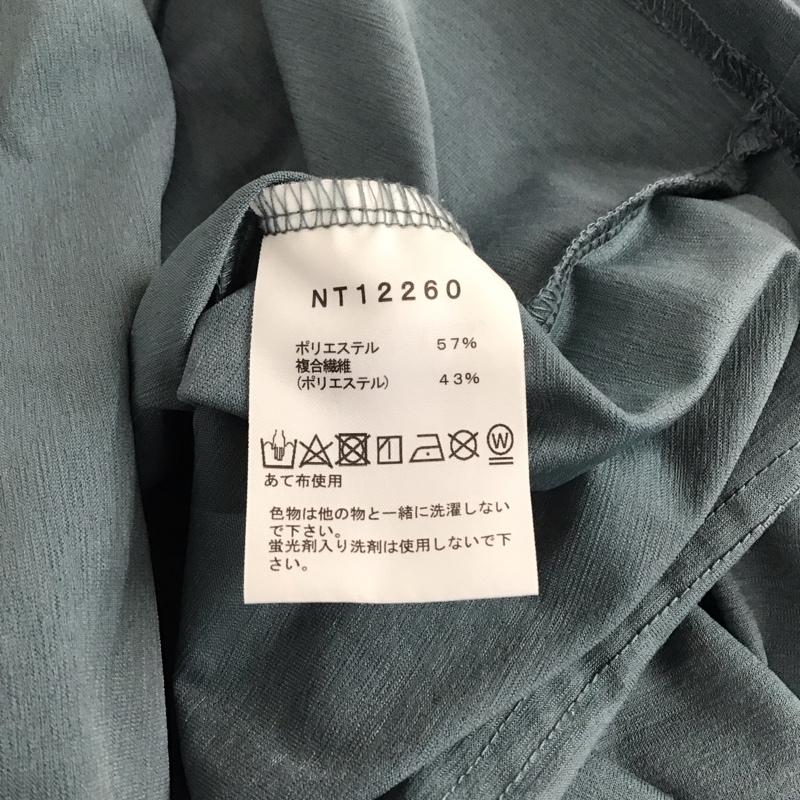 NT12260
ポリエステル 57%
複合繊維
(ポリエステル) 43%
W
あて布使用
色物は他の物と一緒に洗濯しない
で下さい。
蛍光剤入り洗剤は使用しないで下
さい。